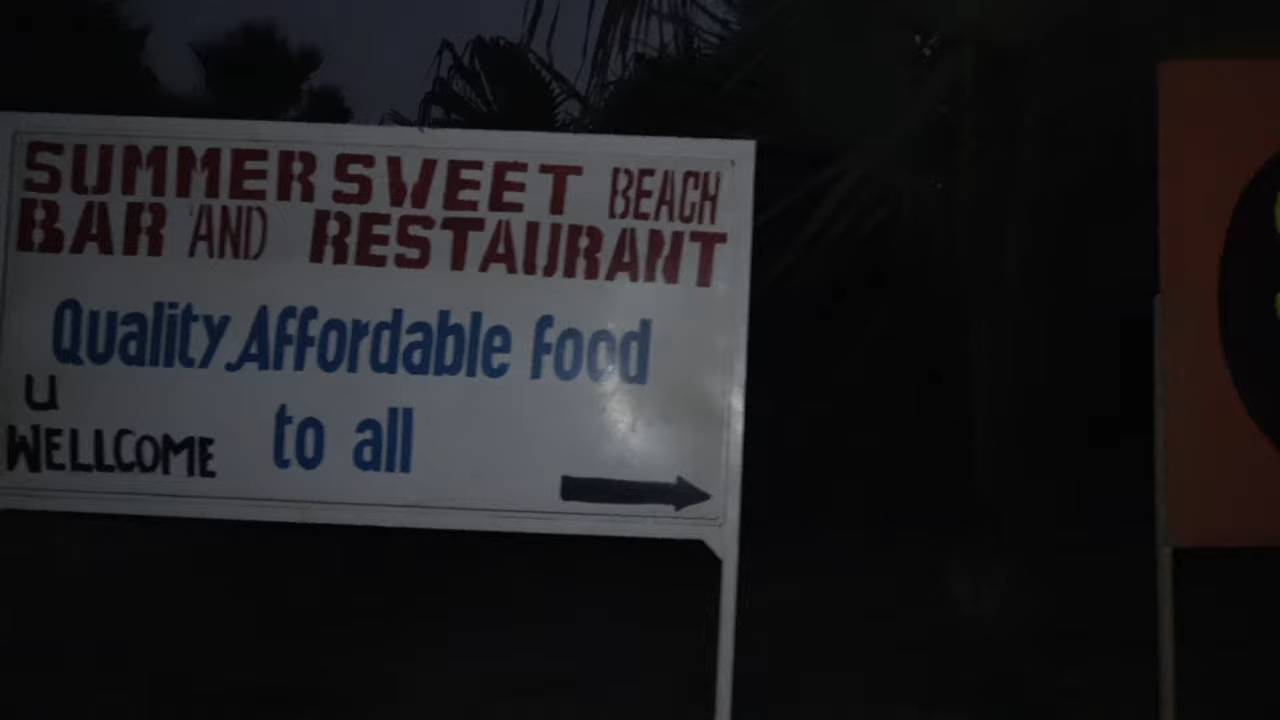 SUMMER SWEET BEACH
BAR AND RESTAURANT
Quality, Affordable food
to all
U
WELLCOME